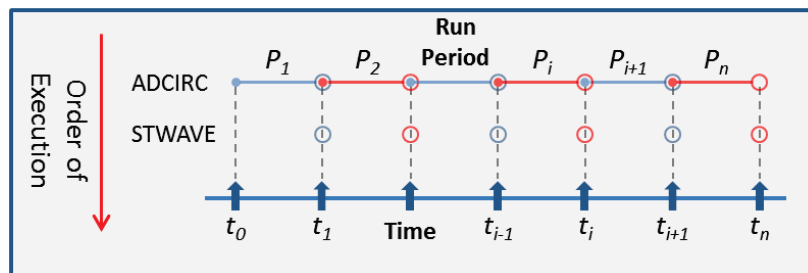 Order of
Execution
Run
Period
P1 P2 Pi Pi+1 Pn
ADCIRC
STWAVE
t0 t1 Time ti-1 ti ti+1 tn